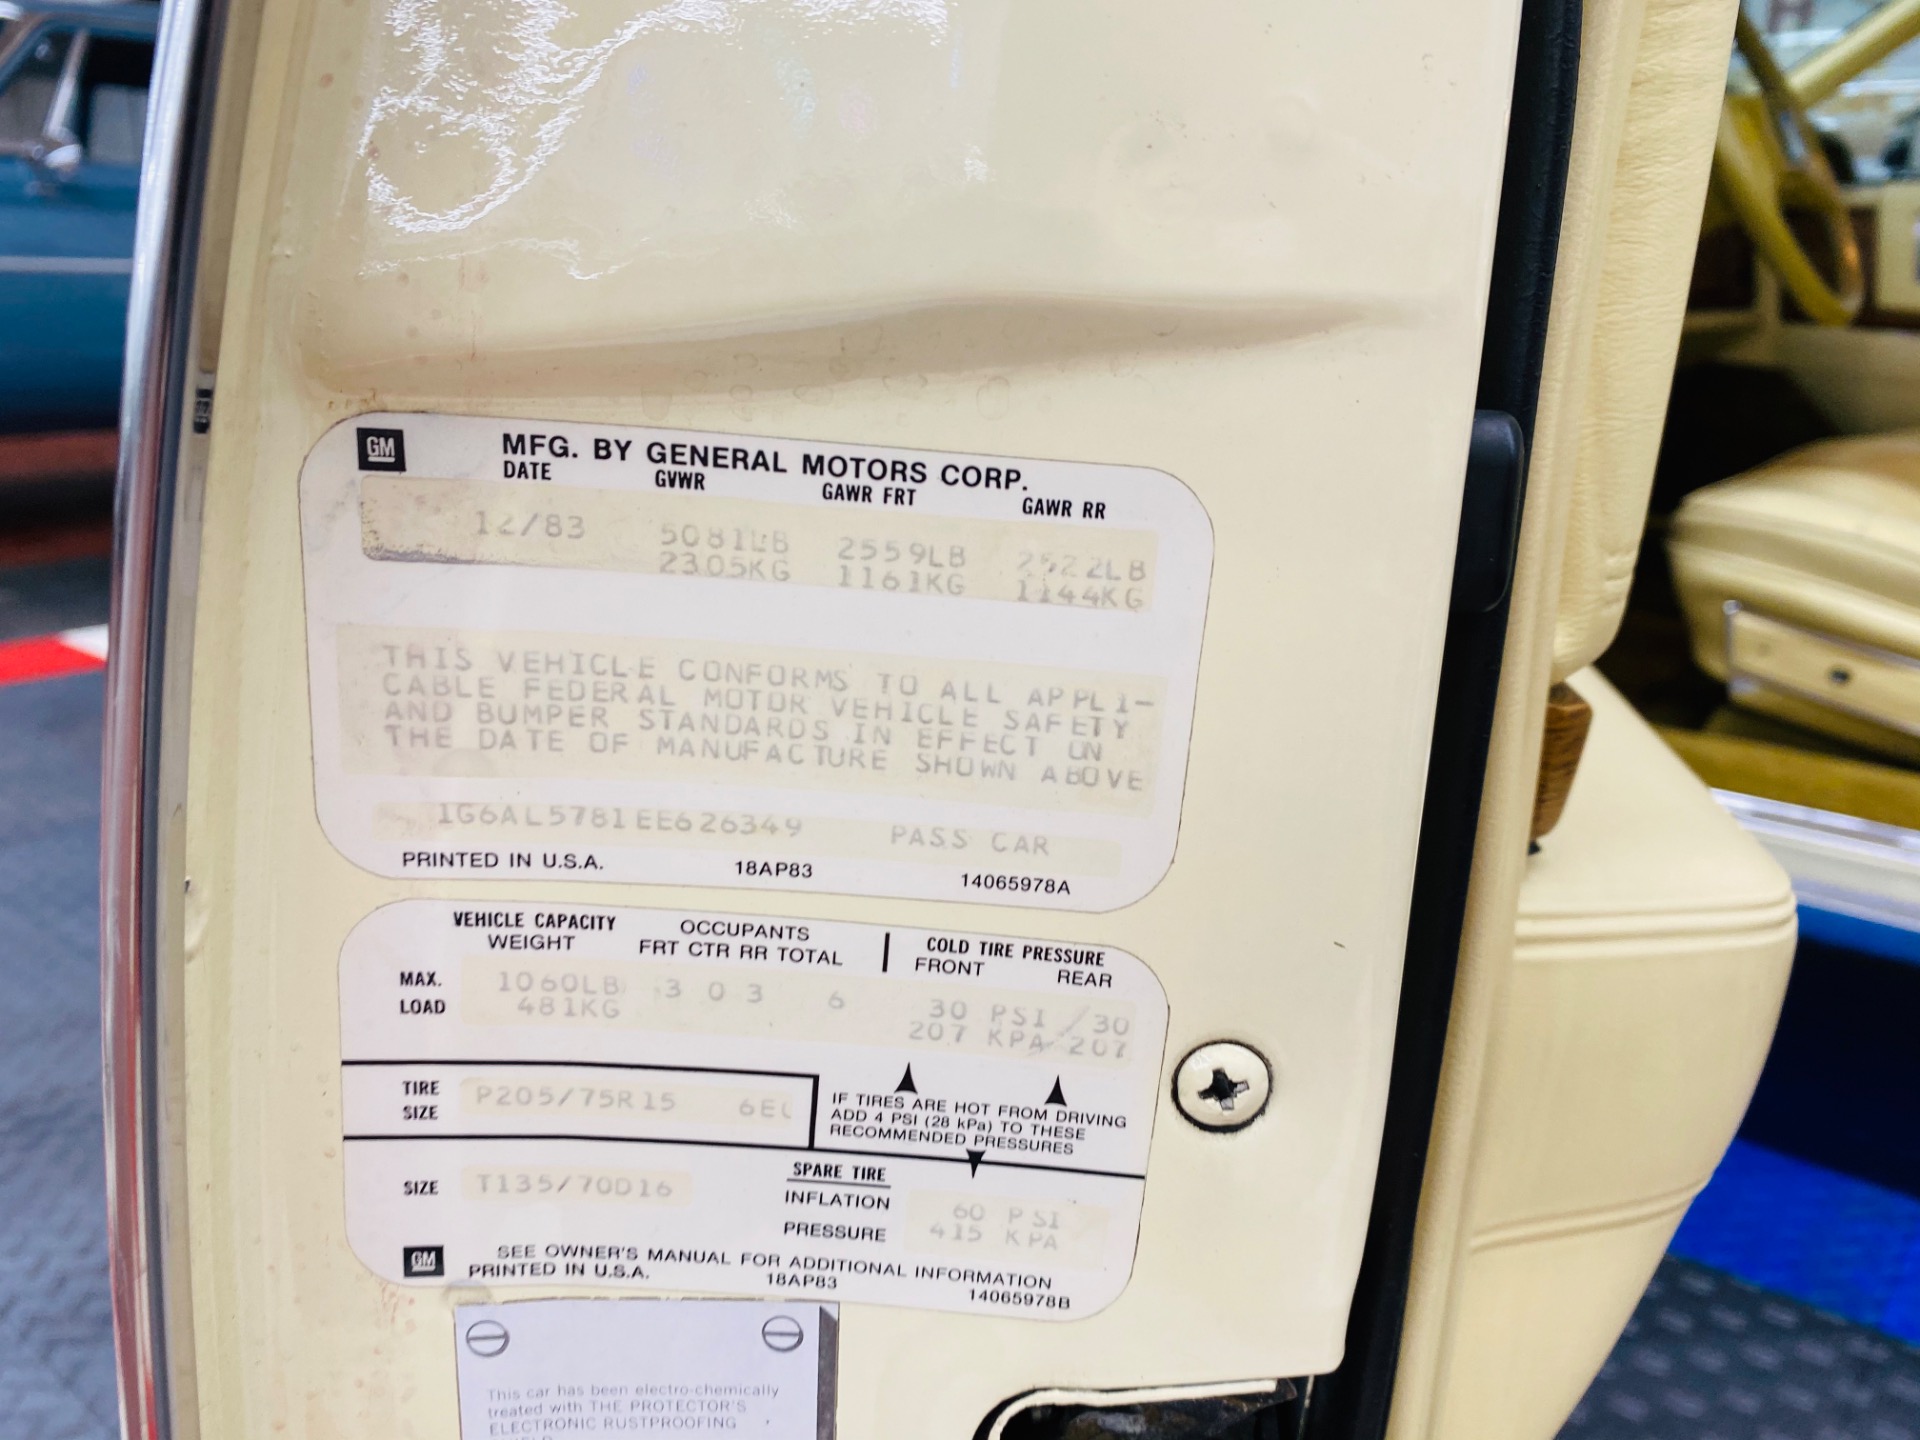 GM
MFG. BY GENERAL MOTORS CORP.
DATE GVWR GAWR FRT GAWR RR
12/83 5081LB 2559LB 2522LB
2305KG 1161KG 1144KG
THIS VEHICLE CONFORMS TO ALL APPLI-
CABLE FEDERAL MOTOR VEHICLE SAFETY
AND BUMPER STANDARDS IN EFFECT ON
THE DATE OF MANUFACTURE SHOWN ABOVE
1G6AL5781EE626349 PASS CAR
PRINTED IN U.S.A. 18AP83 14065978A
VEHICLE CAPACITY OCCUPANTS COLD TIRE PRESSURE
WEIGHT FRT CTR RR TOTAL FRONT REAR
MAX. 1060LB 3 0 3 6 30 PSI / 30
LOAD 481KG 207 KPA / 207
TIRE P205/75R15
SIZE
IF TIRES ARE HOT FROM DRIVING
ADD 4 PSI (28 kPa) TO THESE
RECOMMENDED PRESSURES
SIZE T135/70D16
SPARE TIRE
INFLATION 60 PSI
PRESSURE 415 KPA
GM SEE OWNER'S MANUAL FOR ADDITIONAL INFORMATION
PRINTED IN U.S.A. 18AP83 14065978B
This car has been electro-chemically
treated with THE PROTECTOR'S
ELECTRONIC RUSTPROOFING